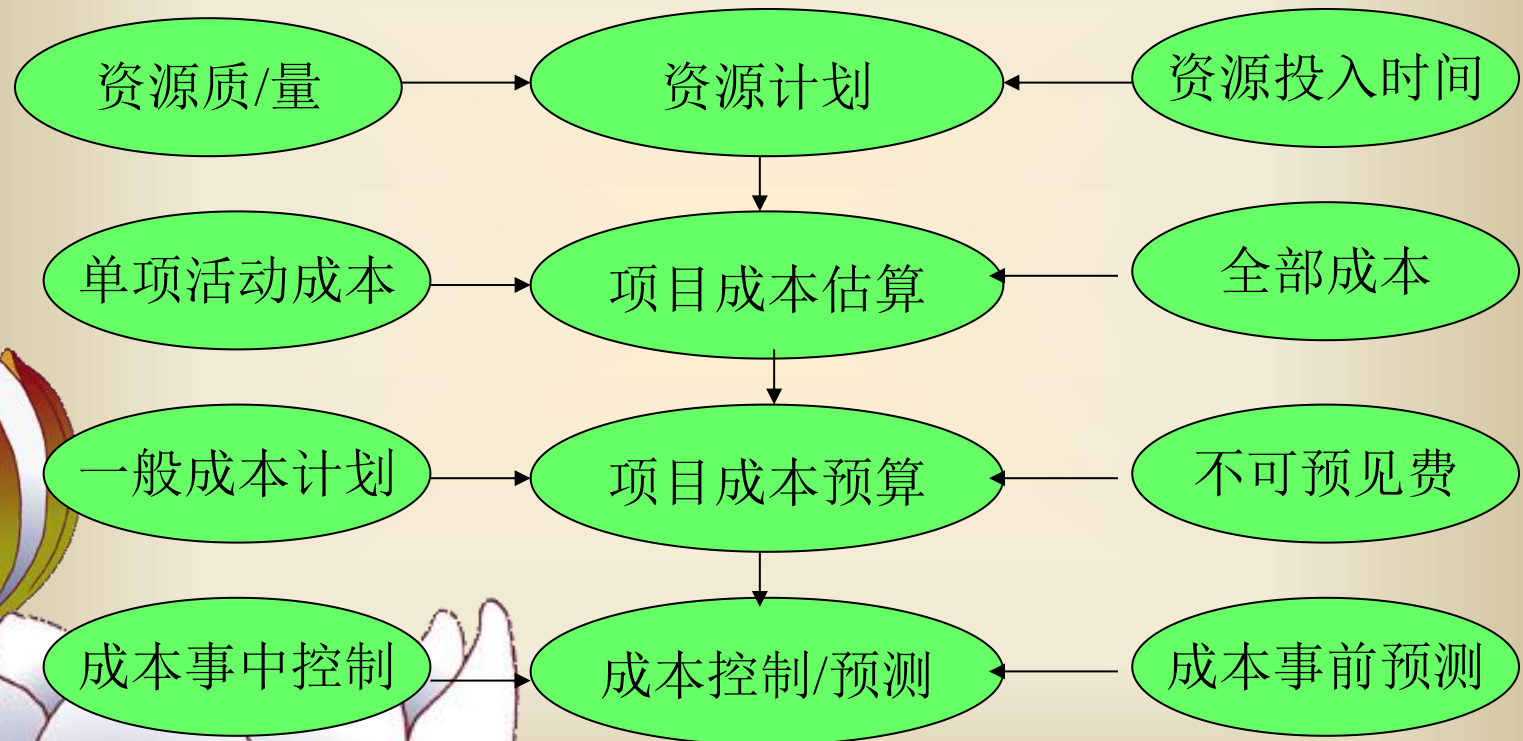 资源质/量
资源计划
资源投入时间
单项活动成本
项目成本估算
全部成本
一般成本计划
项目成本预算
不可预见费
成本事中控制
成本控制/预测
成本事前预测